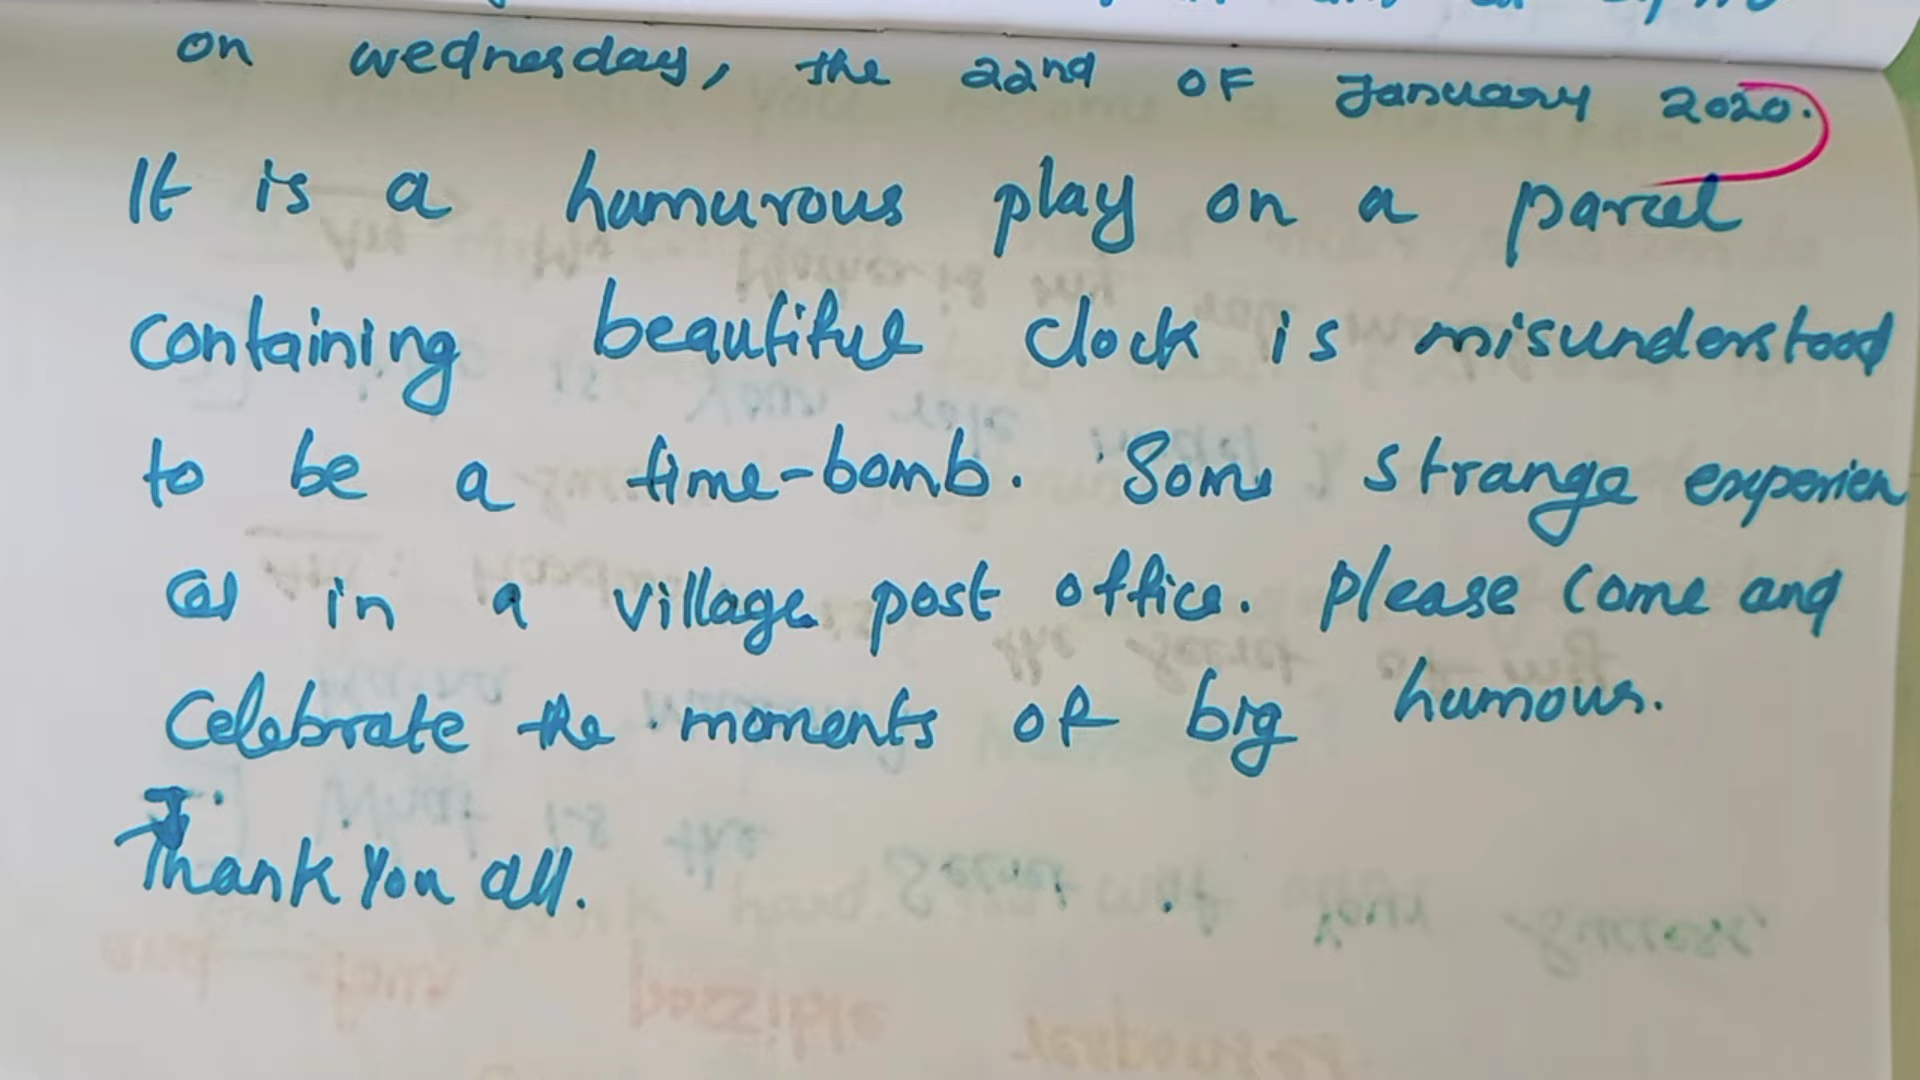 on wednesday, the 22nd of January 2020.
It is a humurous play on a parcel
containing beautiful clock is misunderstood
to be a time-bomb. Some strange experien
ces in a village post office. please come and
celebrate the moments of big humour.
Thank You all.